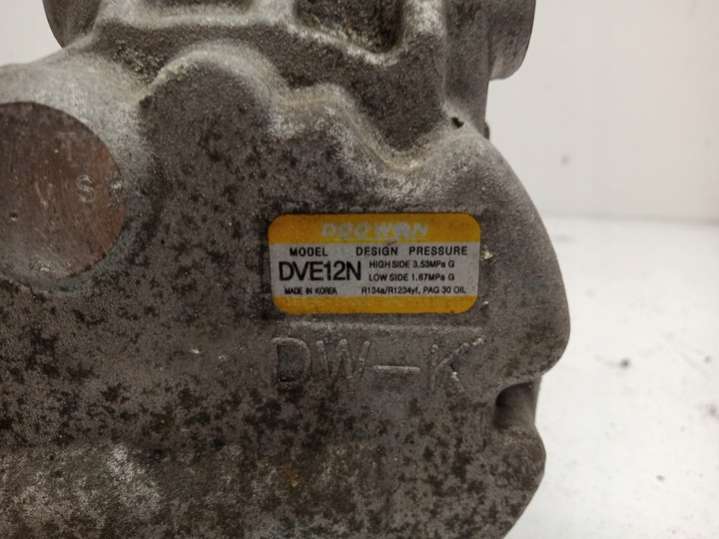 DOOWON
MODEL DESIGN PRESSURE
DVE12N HIGH SIDE 3.53MPa G
LOW SIDE 1.67MPa G
MADE IN KOREA R134a/R1234yf, PAG 30 OIL
DW-K